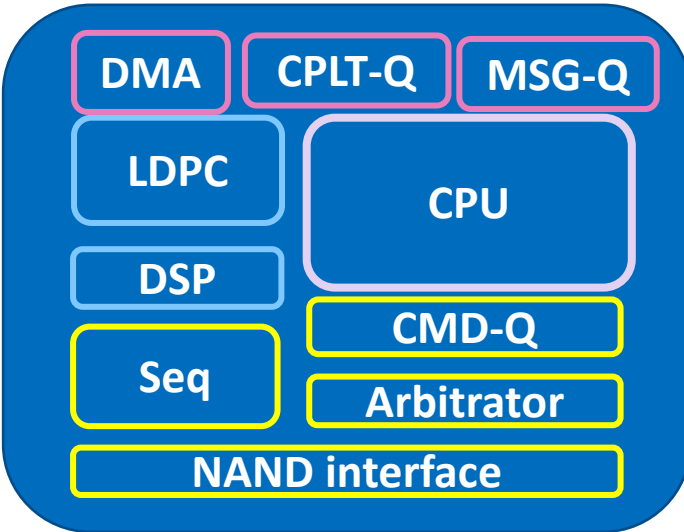 DMA
CPLT-Q
MSG-Q
LDPC
CPU
DSP
CMD-Q
Seq
Arbitrator
NAND interface